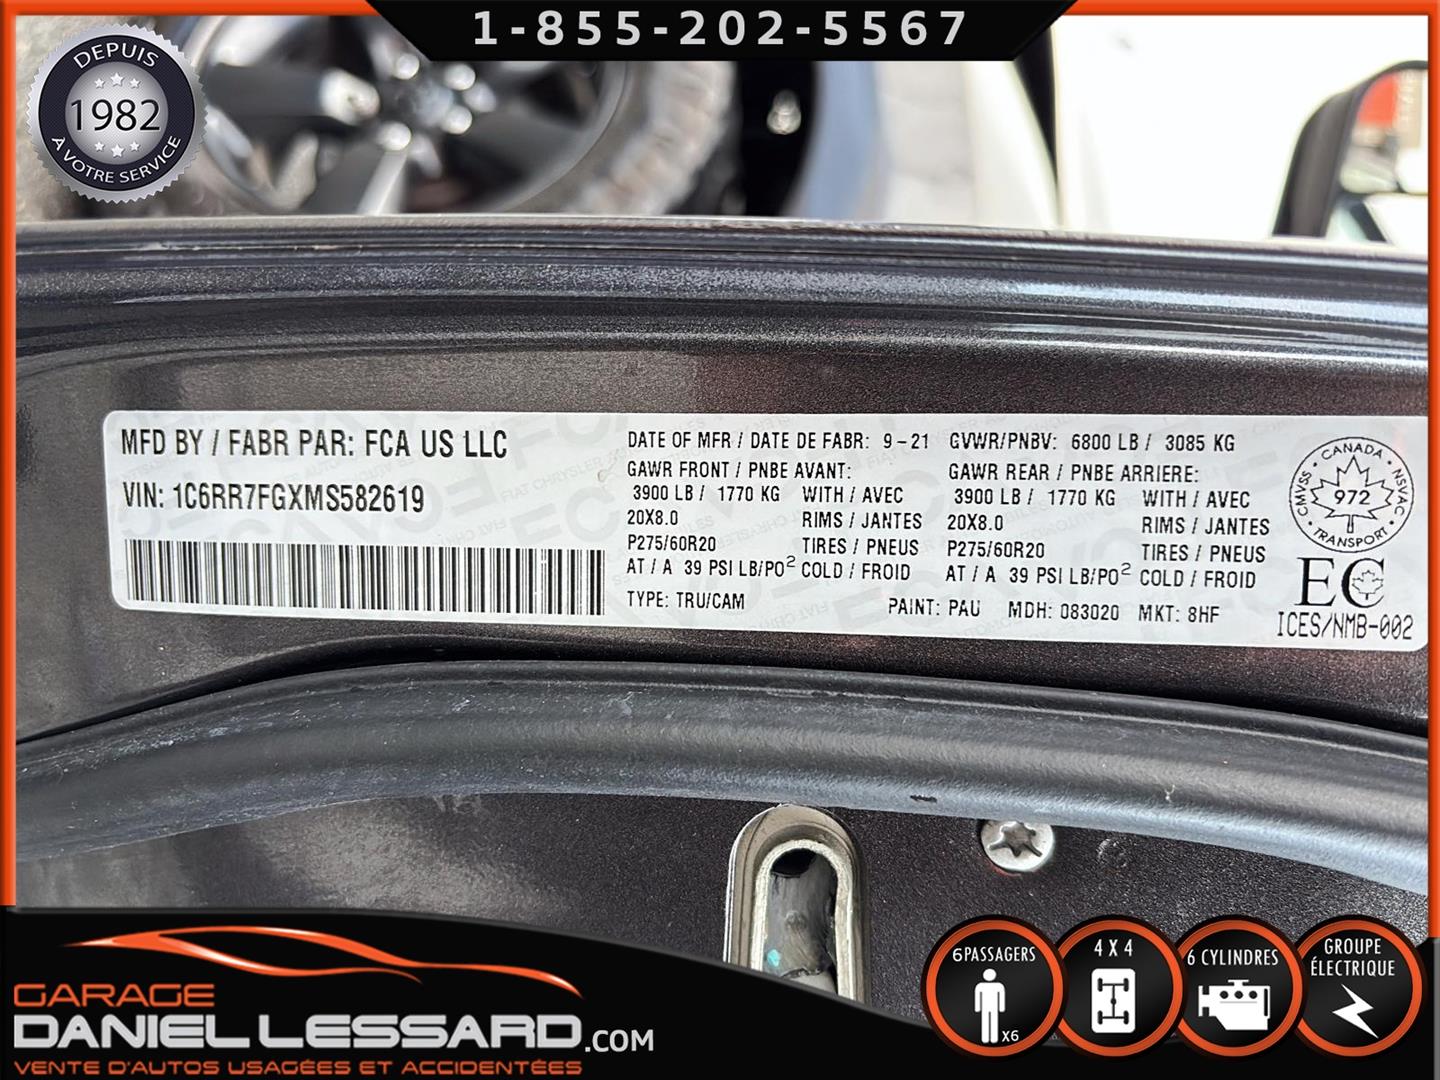 1-855-202-5567
DEPUIS
1982
À VOTRE SERVICE
MFD BY / FABR PAR: FCA US LLC
VIN: 1C6RR7FGXMS582619
DATE OF MFR / DATE DE FABR: 9-21
GVWR/PNBV: 6800 LB / 3085 KG
GAWR FRONT / PNBE AVANT:
3900 LB / 1770 KG WITH / AVEC
20X8.0 RIMS / JANTES
P275/60R20 TIRES / PNEUS
AT / A 39 PSI LB/PO² COLD / FROID
GAWR REAR / PNBE ARRIERE:
3900 LB / 1770 KG WITH / AVEC
20X8.0 RIMS / JANTES
P275/60R20 TIRES / PNEUS
AT / A 39 PSI LB/PO² COLD / FROID
TYPE: TRU/CAM PAINT: PAU MDH: 083020 MKT: 8HF
CANADA
CMVSS 972 NSVAC
TRANSPORT
EC
ICES/NMB-002
6 PASSAGERS
X6
4 X 4
6 CYLINDRES
GROUPE
ÉLECTRIQUE
GARAGE
DANIEL LESSARD.COM
VENTE D'AUTOS USAGÉES ET ACCIDENTÉES